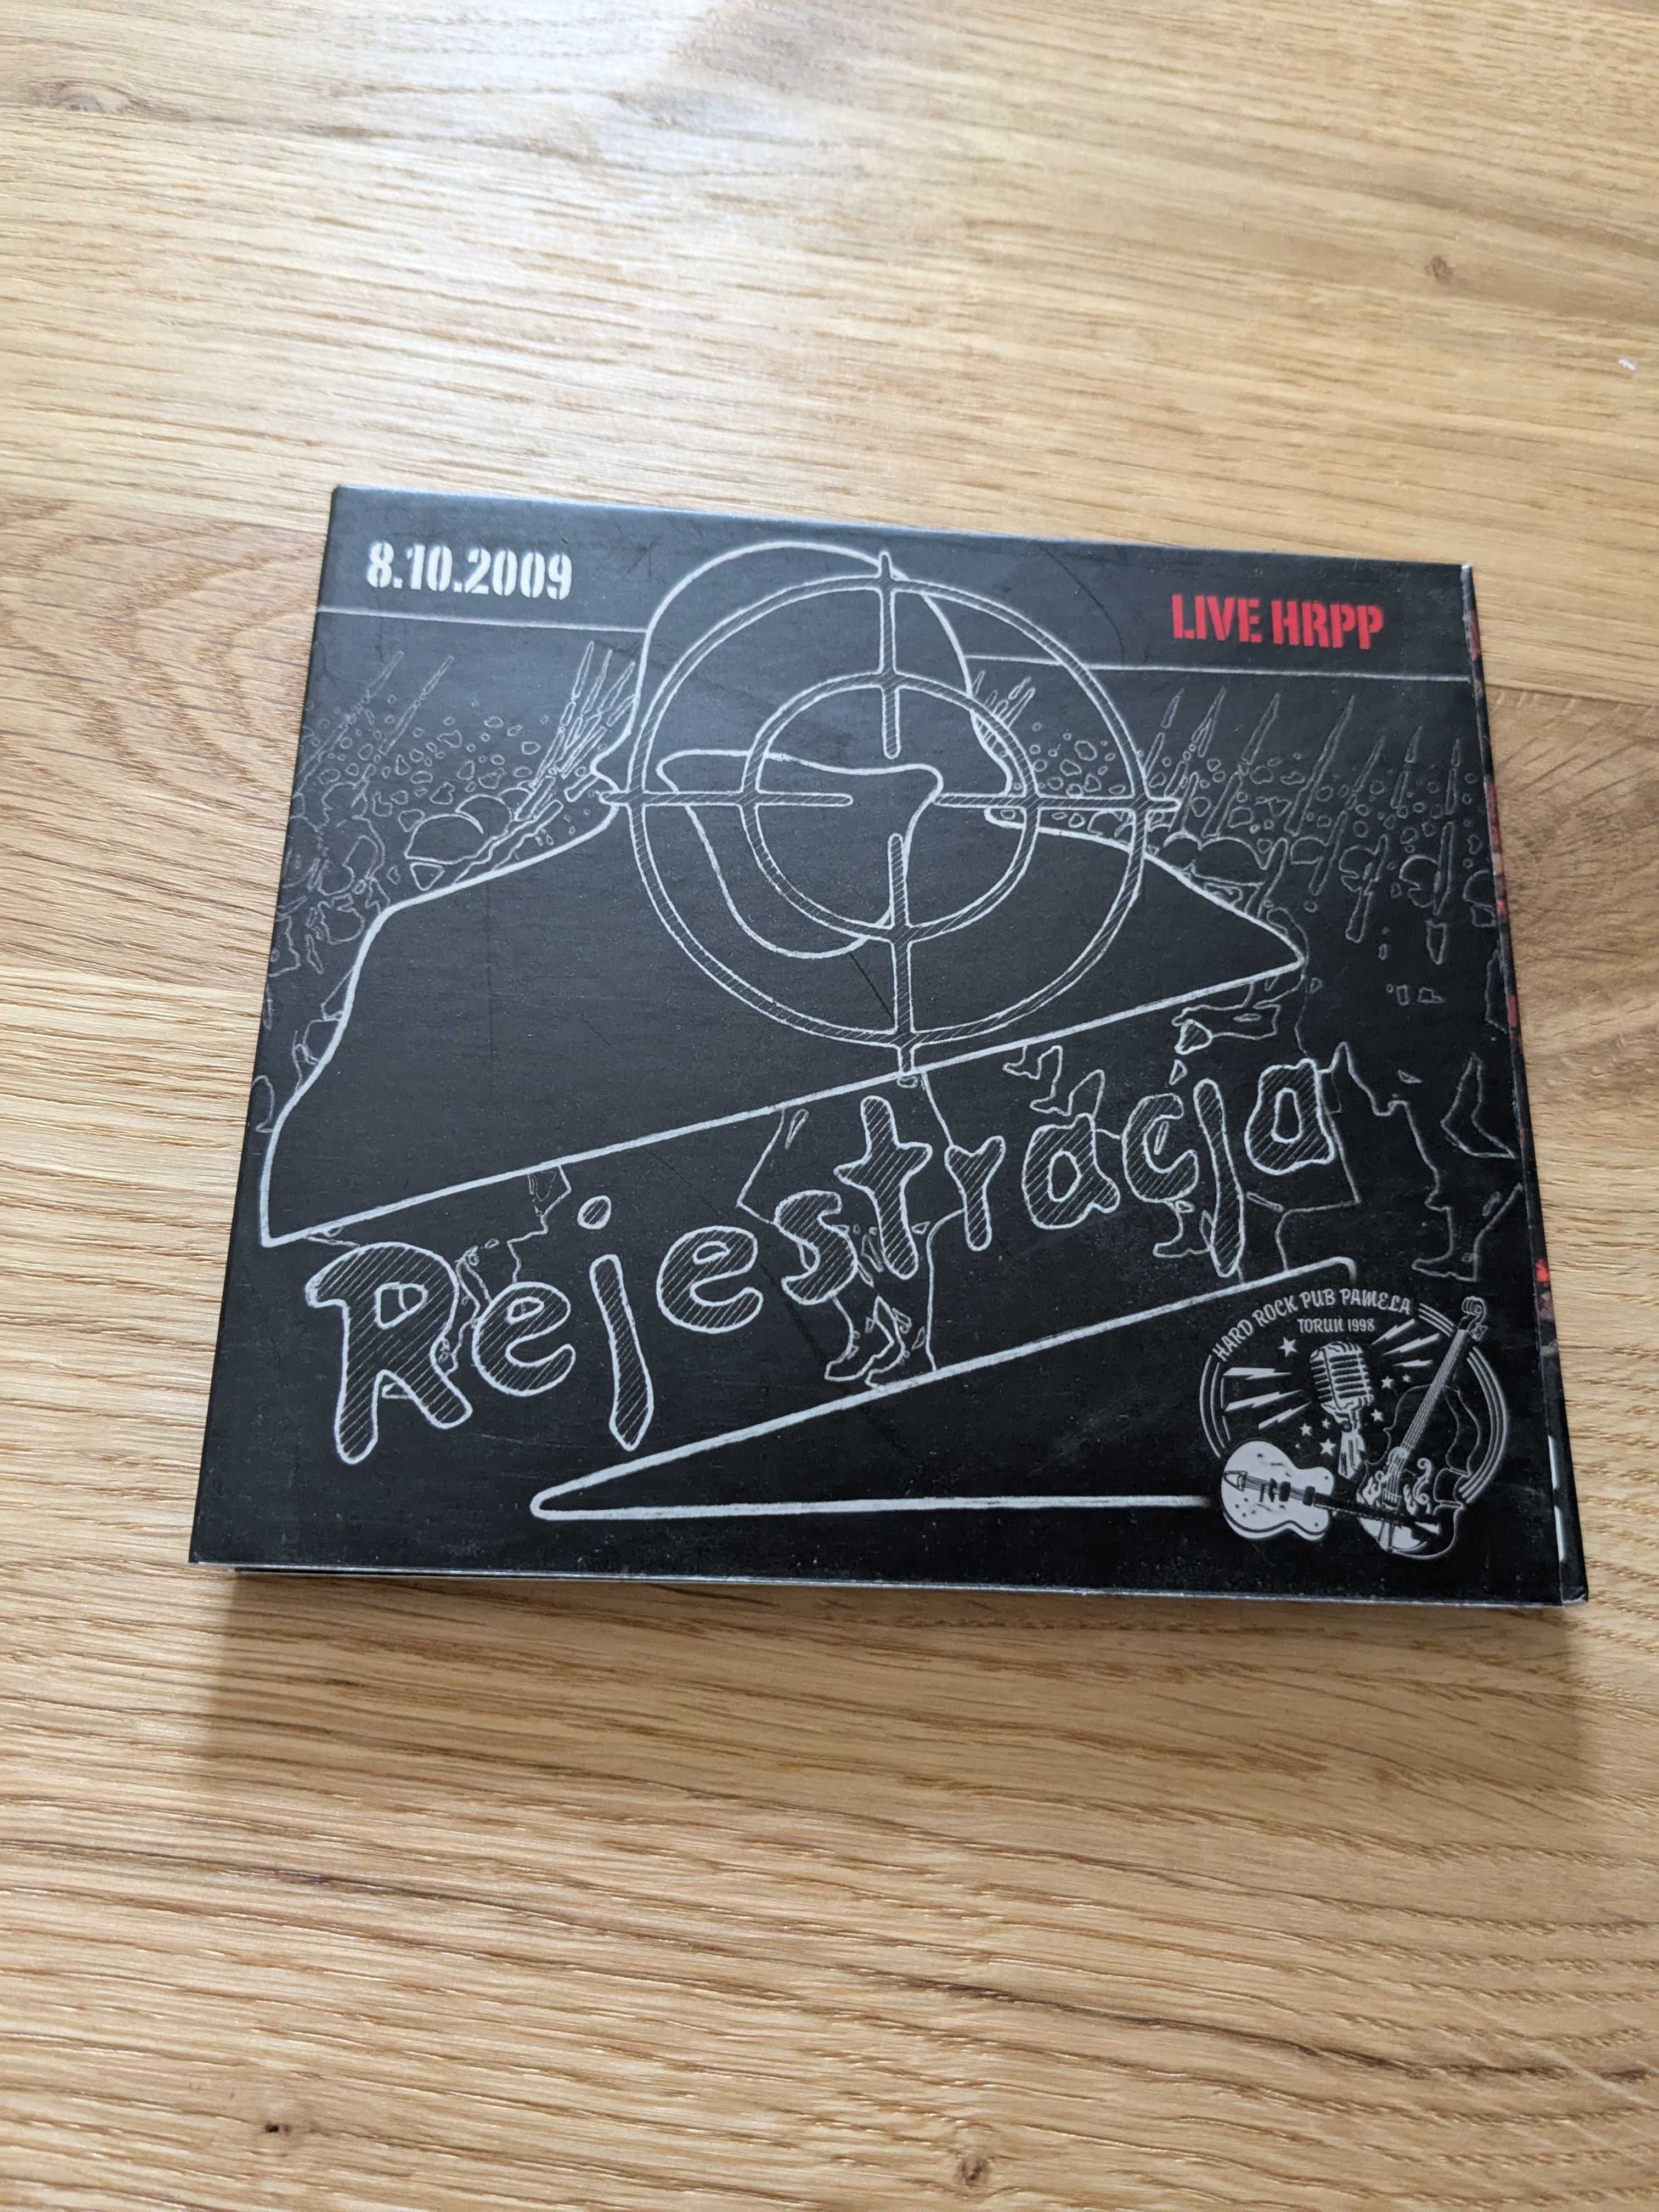 8.10.2009
LIVE HRPP
Rejestracja
HARD ROCK PUB PAMELA
TORUŃ 1998